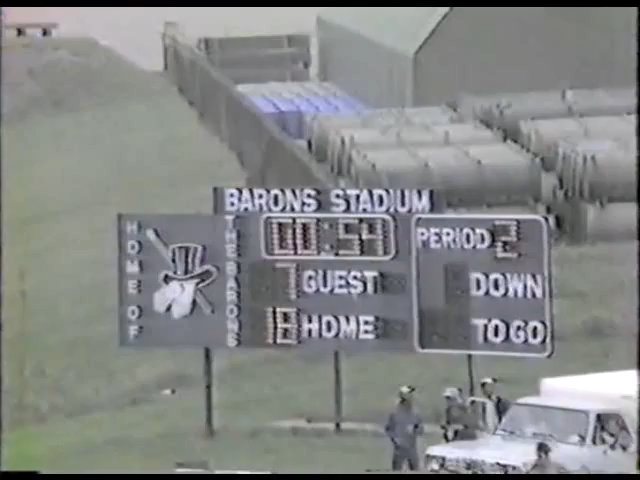 BARONS STADIUM
HOME OF
THE BARONS
00:54
7 GUEST
18 HOME
PERIOD 2
DOWN
TO GO